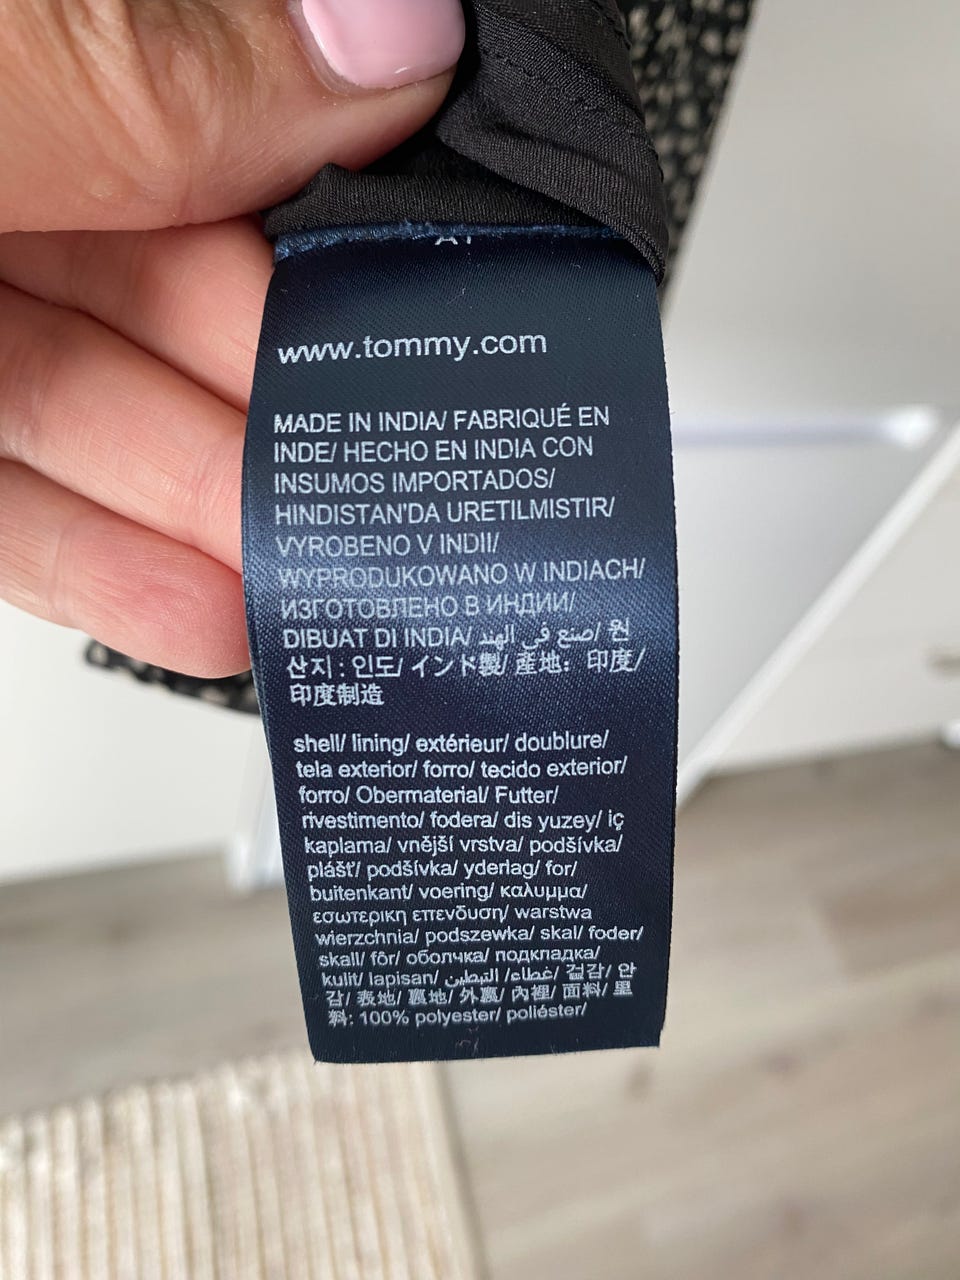 www.tommy.com
MADE IN INDIA/ FABRIQUÉ EN
INDE/ HECHO EN INDIA CON
INSUMOS IMPORTADOS/
HINDISTAN'DA URETILMISTIR/
VYROBENO V INDII/
WYPRODUKOWANO W INDIACH/
ИЗГОТОВЛЕНО В ИНДИИ/
DIBUAT DI INDIA/ صنع في الهند/ 원
산지 : 인도/ インド製/ 産地： 印度/
印度制造
shell/ lining/ extérieur/ doublure/
tela exterior/ forro/ tecido exterior/
forro/ Obermaterial/ Futter/
rivestimento/ fodera/ dis yuzey/ iç
kaplama/ vnější vrstva/ podšívka/
plášť/ podšívka/ yderlag/ for/
buitenkant/ voering/ καλυμμα/
εσωτερικη επενδυση/ warstwa
wierzchnia/ podszewka/ skal/ foder/
skall/ fôr/ оболчка/ подкладка/
kulit/ lapisan/ غطاء/ التبطين/ 겉감/ 안
감/ 表地/ 裏地/ 外裏/ 內裡/ 面料/ 里
料: 100% polyester/ poliéster/